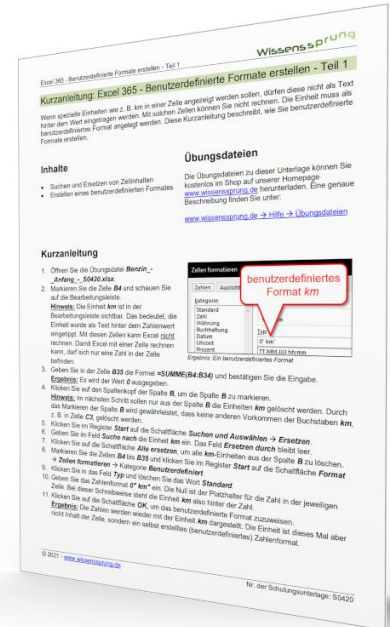 Wissenssprung
Excel 365 - Benutzerdefinierte Formate erstellen - Teil 1
Kurzanleitung: Excel 365 - Benutzerdefinierte Formate erstellen - Teil 1
Wenn spezielle Einheiten wie z. B. km in einer Zelle angezeigt werden sollen, dürfen diese nicht als Text
hinter dem Wert eingetragen werden. Mit solchen Zellen können Sie nicht rechnen. Die Einheit muss als
benutzerdefiniertes Format angelegt werden. Diese Kurzanleitung beschreibt, wie Sie benutzerdefinierte
Formate erstellen.
Inhalte
• Suchen und Ersetzen von Zellinhalten
• Erstellen eines benutzerdefinierten Formates
Übungsdateien
Die Übungsdateien zu dieser Unterlage können Sie
kostenlos im Shop auf unserer Homepage
www.wissenssprung.de herunterladen. Eine genaue
Beschreibung finden Sie unter:
www.wissenssprung.de → Hilfe → Übungsdateien
Kurzanleitung
1. Öffnen Sie die Übungsdatei Benzin_-
_Anfang_-_S0420.xlsx.
2. Markieren Sie die Zelle B4 und schauen Sie
auf die Bearbeitungsleiste.
Hinweis: Die Einheit km ist in der
Bearbeitungsleiste sichtbar. Das bedeutet, die
Einheit wurde als Text hinter dem Zahlenwert
eingetippt. Mit diesen Zahlen kann Excel nicht
rechnen. Damit Excel mit einer Zelle rechnen
kann, darf sich nur eine Zahl in der Zelle
befinden.
Zellen formatieren
Zahlen
Kategorie:
Standard
Zahl
Währung
Buchhaltung
Datum
Uhrzeit
Prozent
benutzerdefiniertes
Format km
Typ:
0" km"
TT.MM.JJJJ hh:mm
Ergebnis: Ein benutzerdefiniertes Format
3. Geben Sie in der Zelle B35 die Formel =SUMME(B4:B34) und bestätigen Sie die Eingabe.
Ergebnis: Es wird der Wert 0 ausgegeben.
4. Klicken Sie auf den Spaltenkopf der Spalte B, um die Spalte B zu markieren.
Hinweis: Im nächsten Schritt sollen nur aus der Spalte B die Einheiten km gelöscht werden. Durch
das Markieren der Spalte B wird gewährleistet, dass keine anderen Vorkommen der Buchstaben km,
z. B. in Zelle C3, gelöscht werden.
5. Klicken Sie im Register Start auf die Schaltfläche Suchen und Auswählen → Ersetzen.
6. Geben Sie im Feld Suche nach die Einheit km ein. Das Feld Ersetzen durch bleibt leer.
7. Klicken Sie auf die Schaltfläche Alle ersetzen, um alle km-Einheiten aus der Spalte B zu löschen.
8. Markieren Sie die Zellen B4 bis B35 und klicken Sie im Register Start auf die Schaltfläche Format
→ Zellen formatieren → Kategorie Benutzerdefiniert.
9. Klicken Sie in das Feld Typ und löschen Sie das Wort Standard.
10. Geben Sie das Zahlenformat 0" km" ein. Die Null ist der Platzhalter für die Zahl in der jeweiligen
Zelle. Bei dieser Schreibweise steht die Einheit km also hinter der Zahl.
11. Klicken Sie auf die Schaltfläche OK, um das benutzerdefinierte Format zuzuweisen.
Ergebnis: Die Zahlen werden wieder mit der Einheit km dargestellt. Die Einheit ist dieses Mal aber
nicht Inhalt der Zelle, sondern ein selbst erstelltes (benutzerdefiniertes) Zahlenformat.
© 2021 - www.wissenssprung.de
Nr. der Schulungsunterlage: S0420